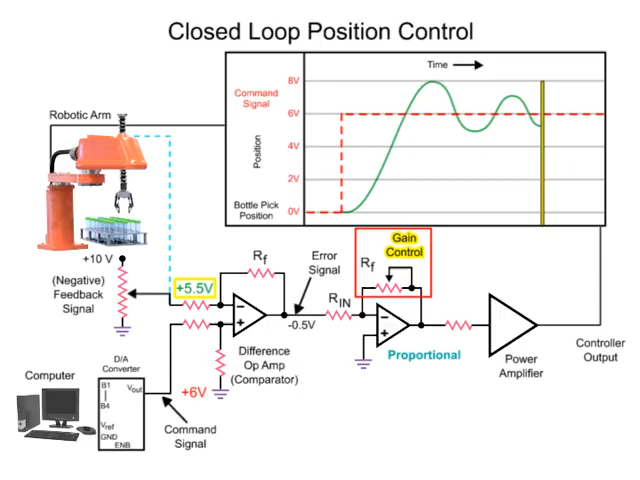 Closed Loop Position Control
Time
8V
Command
Signal
6V
Position
4V
2V
Bottle Pick
Position
0V
Robotic Arm
+10 V
(Negative)
Feedback
Signal
+5.5V
Rf
Error
Signal
-0.5V
Difference
Op Amp
(Comparator)
RIN
Rf
Gain
Control
Proportional
Power
Amplifier
Controller
Output
Computer
D/A
Converter
B1
B4
Vout
Vref
GND
ENB
+6V
Command
Signal